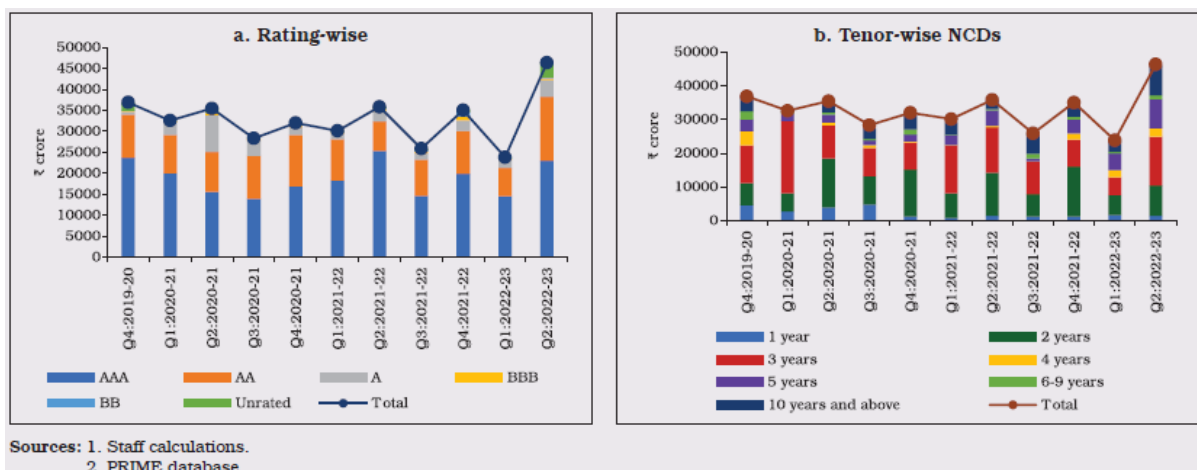 a. Rating-wise
50000
45000
40000
35000
30000
25000
20000
15000
10000
5000
0
₹ crore
Q4:2019-20
Q1:2020-21
Q2:2020-21
Q3:2020-21
Q4:2020-21
Q1:2021-22
Q2:2021-22
Q3:2021-22
Q4:2021-22
Q1:2022-23
Q2:2022-23
AAA AA A BBB
BB Unrated Total
b. Tenor-wise NCDs
50000
40000
30000
20000
10000
0
₹ crore
Q4:2019-20
Q1:2020-21
Q2:2020-21
Q3:2020-21
Q4:2020-21
Q1:2021-22
Q2:2021-22
Q3:2021-22
Q4:2021-22
Q1:2022-23
Q2:2022-23
1 year 2 years
3 years 4 years
5 years 6-9 years
10 years and above Total
Sources: 1. Staff calculations.
2. PRIME database